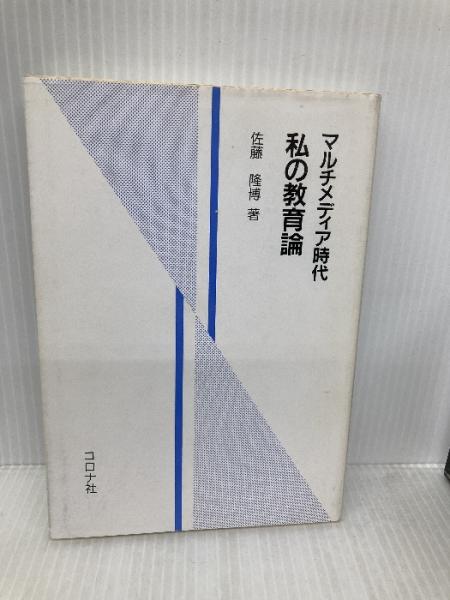 マルチメディア時代
私の教育論
佐藤 隆博 著
コロナ社